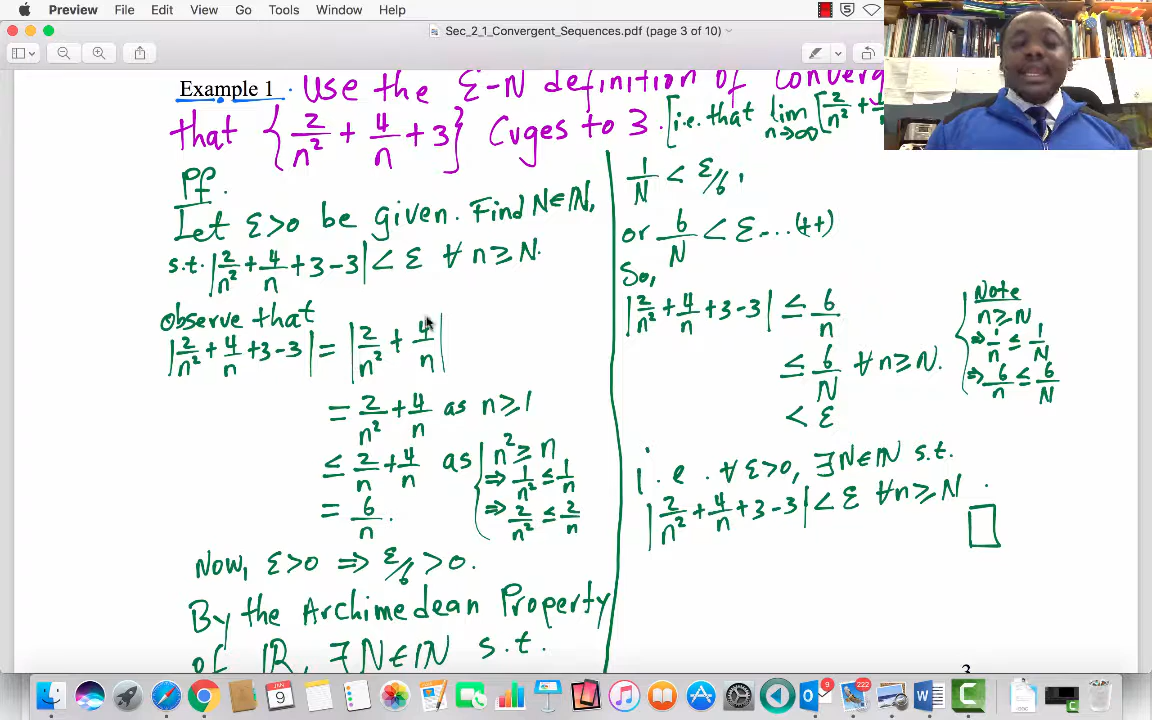 Preview File Edit View Go Tools Window Help
Sec_2_1_Convergent_Sequences.pdf (page 3 of 10)
Example 1 . Use the ε-N definition of Converg
that {2/n² + 4/n + 3} Cvges to 3. [i.e. that lim n→∞ [2/n² +
Pf.
Let ε>0 be given. Find N∈ℕ,
s.t. |2/n² + 4/n + 3-3| < ε ∀ n ≥ N.
observe that
|2/n² + 4/n + 3-3| = |2/n² + 4/n|
= 2/n² + 4/n as n ≥ 1
≤ 2/n + 4/n as n² ≥ n
⇒ 1/n² ≤ 1/n
= 6/n. ⇒ 2/n² ≤ 2/n
Now, ε>0 ⇒ ε/6 > 0.
By the Archimedean Property
of ℝ, ∃ N∈ℕ s.t.
1/N < ε/6,
or 6/N < ε ... (++)
So,
|2/n² + 4/n + 3-3| ≤ 6/n
≤ 6/N ∀ n ≥ N.
< ε
Note
n ≥ N
⇒ 1/n ≤ 1/N
⇒ 6/n ≤ 6/N
i.e. ∀ ε>0, ∃ N∈ℕ s.t.
|2/n² + 4/n + 3-3| < ε ∀ n ≥ N.
3
JAN
9
9
222